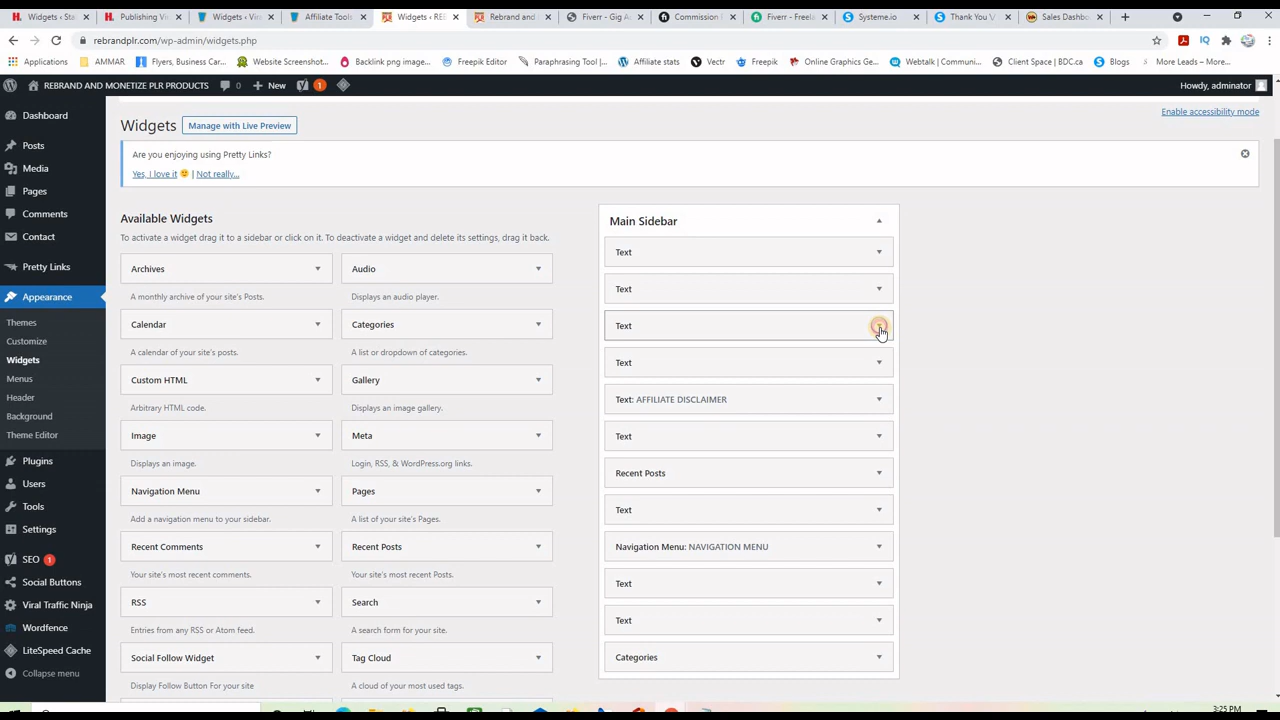 Widgets ‹ Sta
Publishing Vi
Widgets ‹ Vir
Affiliate Tools
Widgets ‹ RE
Rebrand and
Fiverr - Gig A
Commission
Fiverr - Freel
Systeme.io
Thank You \
Sales Dashbo
rebrandplr.com/wp-admin/widgets.php
Applications
AMMAR
Flyers, Business Car...
Website Screenshot...
Backlink png image...
Freepik Editor
Paraphrasing Tool |...
Affiliate stats
Vectr
Freepik
Online Graphics Ge...
Webtalk | Communi...
Client Space | BDC.ca
Blogs
More Leads – More...
REBRAND AND MONETIZE PLR PRODUCTS
0
New
1
Howdy, adminator
Dashboard
Posts
Media
Pages
Comments
Contact
Pretty Links
Appearance
Themes
Customize
Widgets
Menus
Header
Background
Theme Editor
Plugins
Users
Tools
Settings
SEO 1
Social Buttons
Viral Traffic Ninja
Wordfence
LiteSpeed Cache
Collapse menu
Enable accessibility mode
Widgets
Manage with Live Preview
Are you enjoying using Pretty Links?
Yes, I love it | Not really...
Available Widgets
To activate a widget drag it to a sidebar or click on it. To deactivate a widget and delete its settings, drag it back.
Archives
Audio
A monthly archive of your site's Posts.
Displays an audio player.
Calendar
Categories
A calendar of your site's posts.
A list or dropdown of categories.
Custom HTML
Gallery
Arbitrary HTML code.
Displays an image gallery.
Image
Meta
Displays an image.
Login, RSS, & WordPress.org links.
Navigation Menu
Pages
Add a navigation menu to your sidebar.
A list of your site's Pages.
Recent Comments
Recent Posts
Your site's most recent comments.
Your site's most recent Posts.
RSS
Search
Entries from any RSS or Atom feed.
A search form for your site.
Social Follow Widget
Tag Cloud
Display Follow Button For your site
A cloud of your most used tags.
Main Sidebar
Text
Text
Text
Text
Text: AFFILIATE DISCLAIMER
Text
Recent Posts
Text
Navigation Menu: NAVIGATION MENU
Text
Text
Categories
3:25 PM